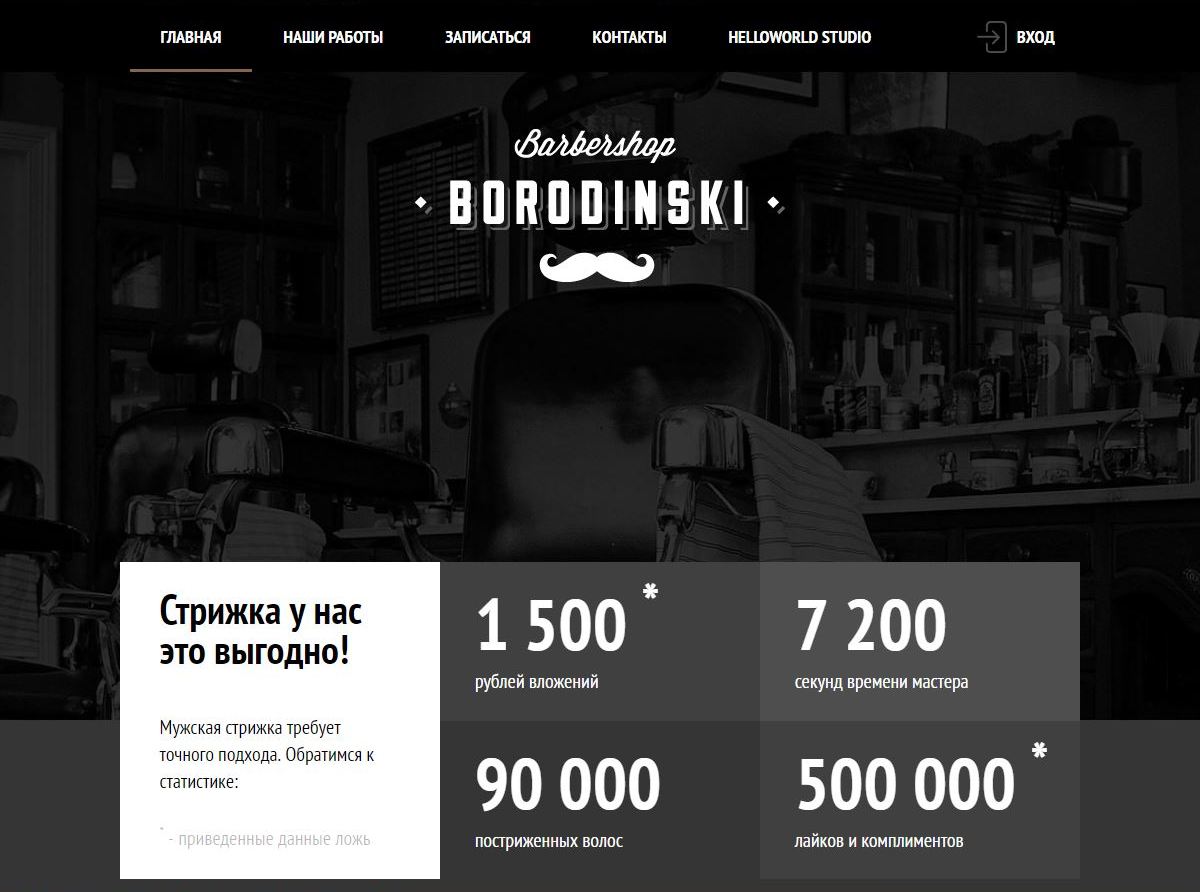 ГЛАВНАЯ НАШИ РАБОТЫ ЗАПИСАТЬСЯ КОНТАКТЫ HELLOWORLD STUDIO ВХОД
Barbershop
BORODINSKI
Стрижка у нас
это выгодно!
Мужская стрижка требует
точного подхода. Обратимся к
статистике:
* - приведенные данные ложь
1 500 *
рублей вложений
7 200
секунд времени мастера
90 000
постриженных волос
500 000 *
лайков и комплиментов